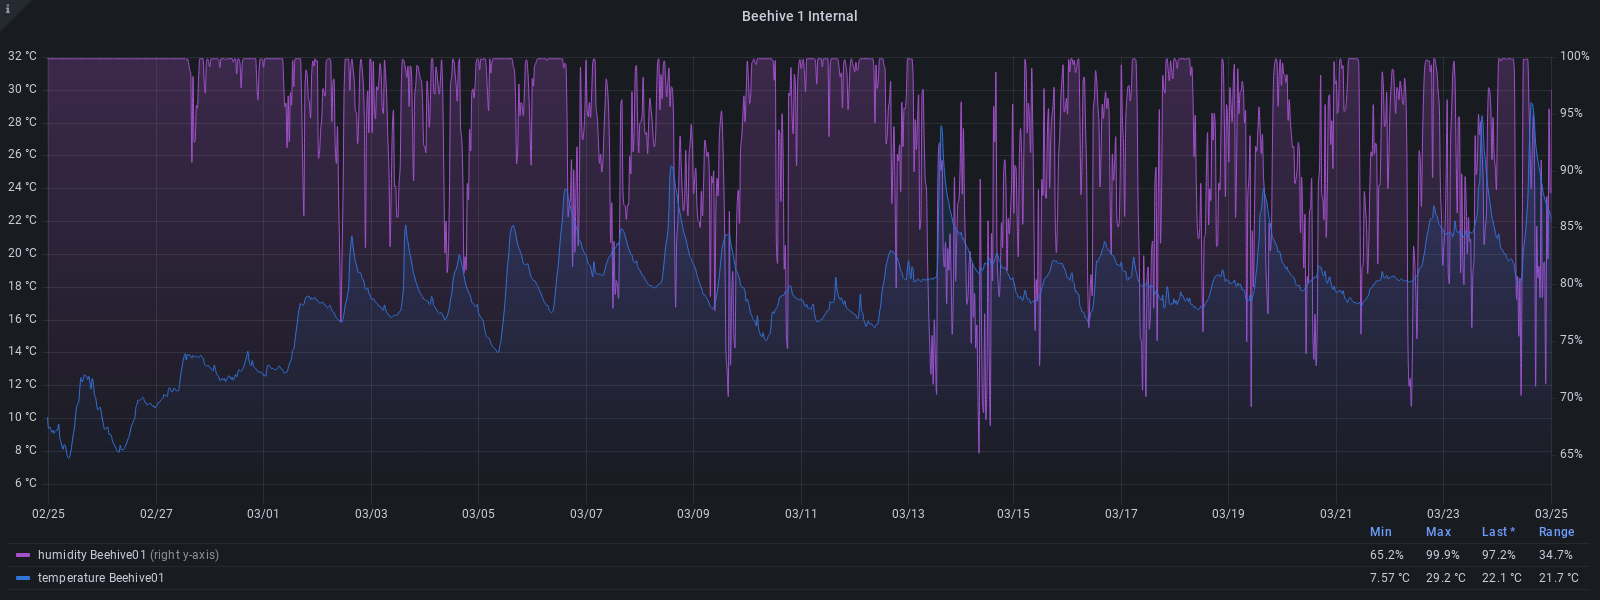 i
Beehive 1 Internal
32 °C 100%
30 °C
28 °C 95%
26 °C
24 °C 90%
22 °C 85%
20 °C
18 °C 80%
16 °C
14 °C 75%
12 °C
10 °C 70%
8 °C 65%
6 °C
02/25 02/27 03/01 03/03 03/05 03/07 03/09 03/11 03/13 03/15 03/17 03/19 03/21 03/23 03/25
Min Max Last * Range
humidity Beehive01 (right y-axis) 65.2% 99.9% 97.2% 34.7%
temperature Beehive01 7.57 °C 29.2 °C 22.1 °C 21.7 °C